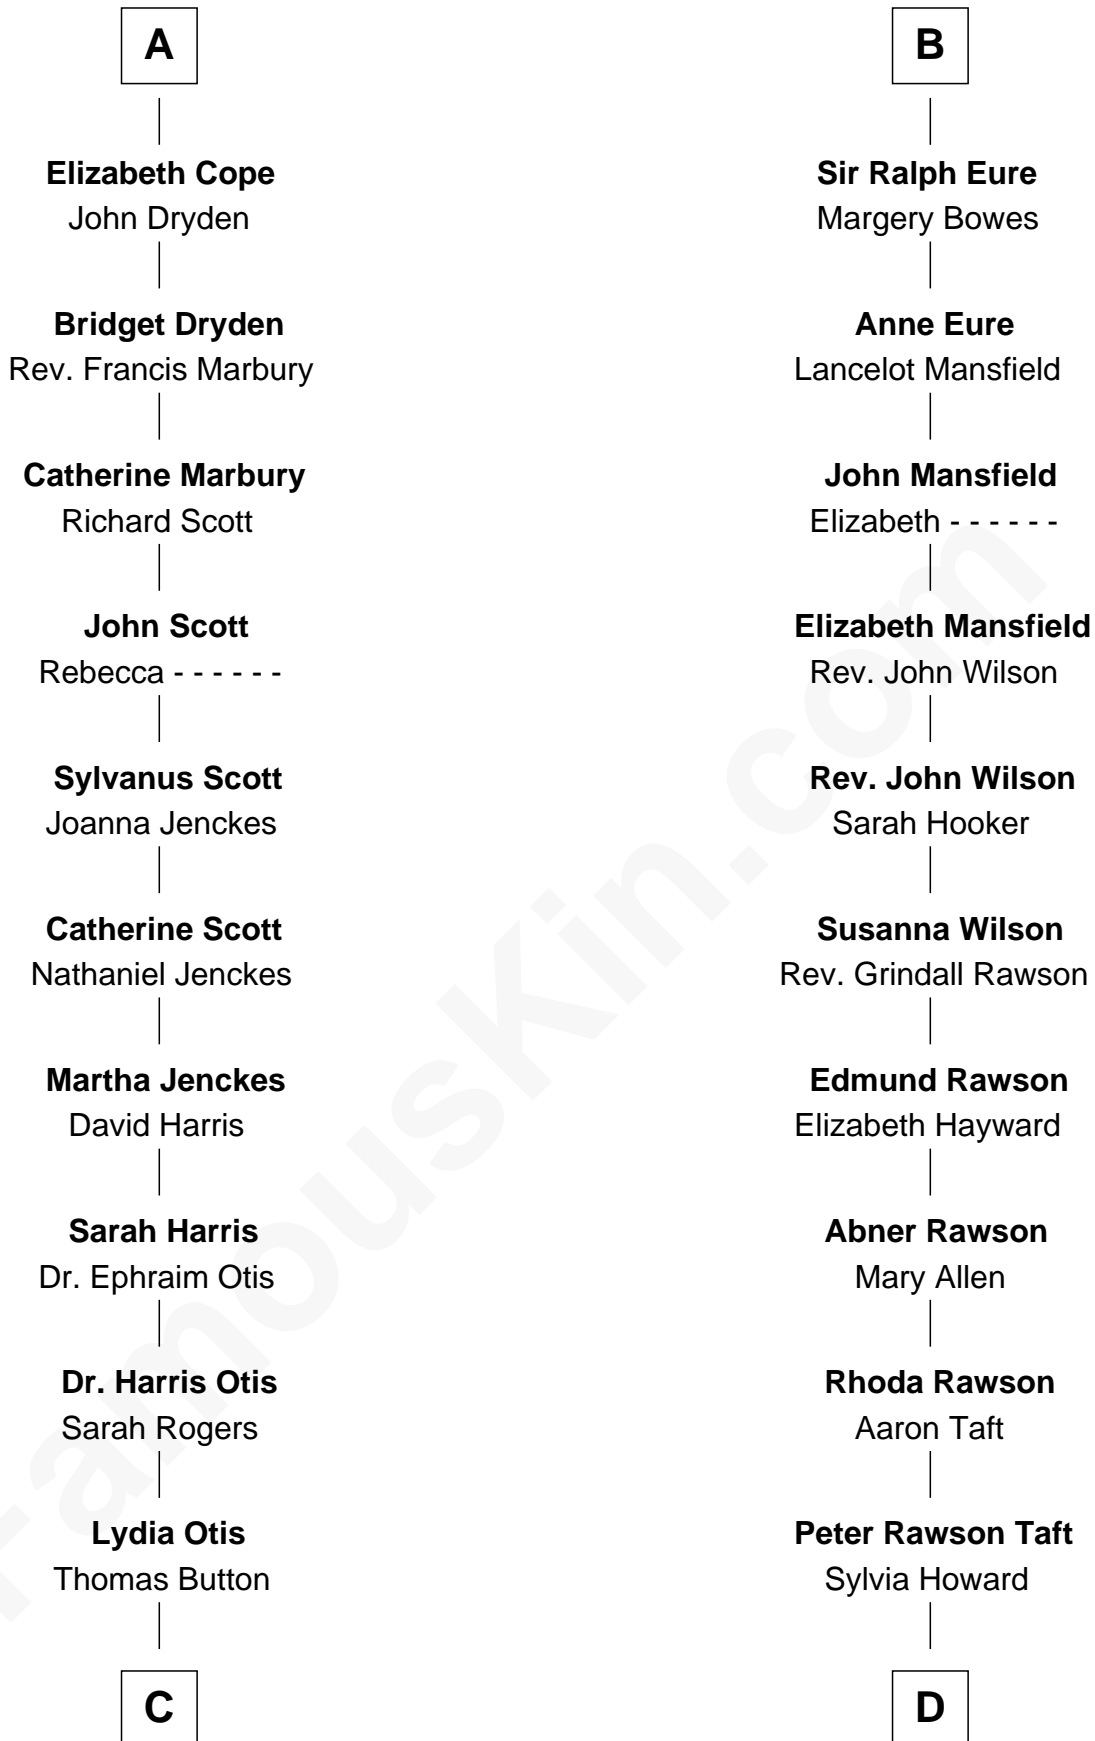 A
Elizabeth Cope
John Dryden
Bridget Dryden
Rev. Francis Marbury
Catherine Marbury
Richard Scott
John Scott
Rebecca - - - - - -
Sylvanus Scott
Joanna Jenckes
Catherine Scott
Nathaniel Jenckes
Martha Jenckes
David Harris
Sarah Harris
Dr. Ephraim Otis
Dr. Harris Otis
Sarah Rogers
Lydia Otis
Thomas Button
C
B
Sir Ralph Eure
Margery Bowes
Anne Eure
Lancelot Mansfield
John Mansfield
Elizabeth - - - - - -
Elizabeth Mansfield
Rev. John Wilson
Rev. John Wilson
Sarah Hooker
Susanna Wilson
Rev. Grindall Rawson
Edmund Rawson
Elizabeth Hayward
Abner Rawson
Mary Allen
Rhoda Rawson
Aaron Taft
Peter Rawson Taft
Sylvia Howard
D
FamousKin.com